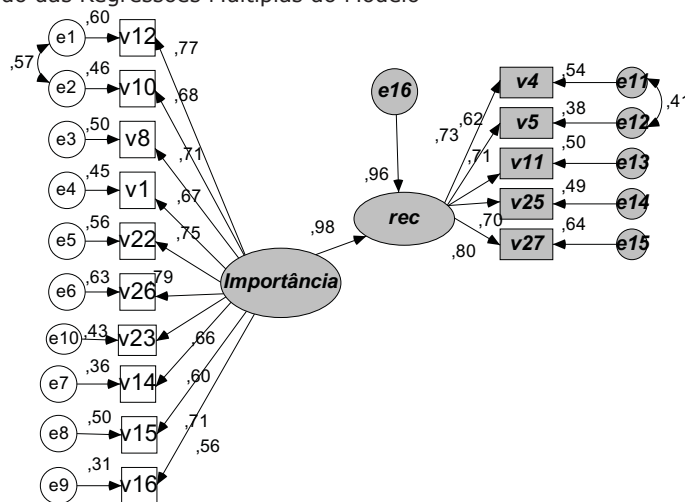 do das Regressões Múltiplas do Modelo
e1 ,60 v12
,57
,77
e2 ,46 v10
,68
e3 ,50 v8
,71
e4 ,45 v1
,67
e5 ,56 v22
,75
e6 ,63 v26
,79
e10 ,43 v23
,66
e7 ,36 v14
,60
e8 ,50 v15
,71
e9 ,31 v16
,56
Importância
,98
e16
,96
rec
v4 ,54 e11
,73 ,62
v5 ,38 e12
,41
,71
v11 ,50 e13
v25 ,49 e14
,70
v27 ,64 e15
,80